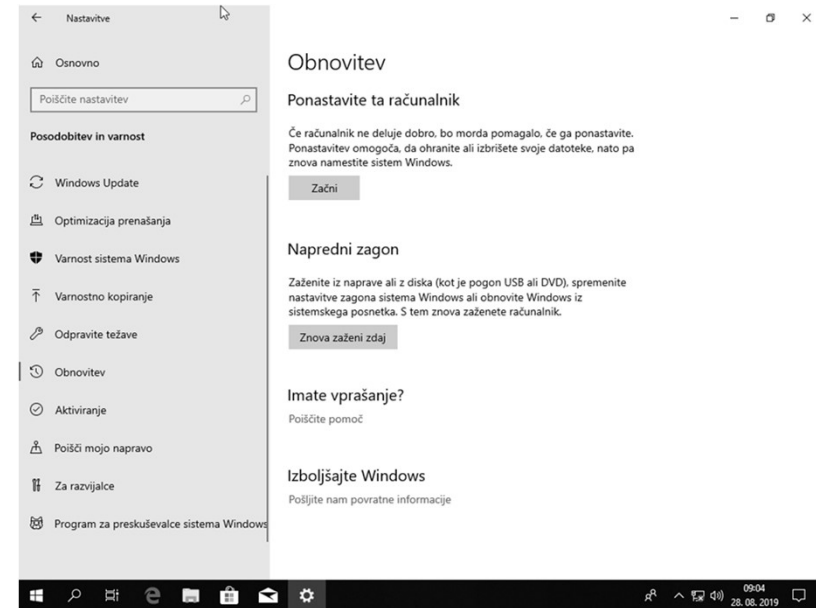 Nastavitve
Osnovno
Poiščite nastavitev
Posodobitev in varnost
Windows Update
Optimizacija prenašanja
Varnost sistema Windows
Varnostno kopiranje
Odpravite težave
Obnovitev
Aktiviranje
Poišči mojo napravo
Za razvijalce
Program za preskuševalce sistema Windows
Obnovitev
Ponastavite ta računalnik
Če računalnik ne deluje dobro, bo morda pomagalo, če ga ponastavite.
Ponastavitev omogoča, da ohranite ali izbrišete svoje datoteke, nato pa
znova namestite sistem Windows.
Začni
Napredni zagon
Zaženite iz naprave ali z diska (kot je pogon USB ali DVD), spremenite
nastavitve zagona sistema Windows ali obnovite Windows iz
sistemskega posnetka. S tem znova zaženete računalnik.
Znova zaženi zdaj
Imate vprašanje?
Poiščite pomoč
Izboljšajte Windows
Pošljite nam povratne informacije
09:04
28. 08. 2019